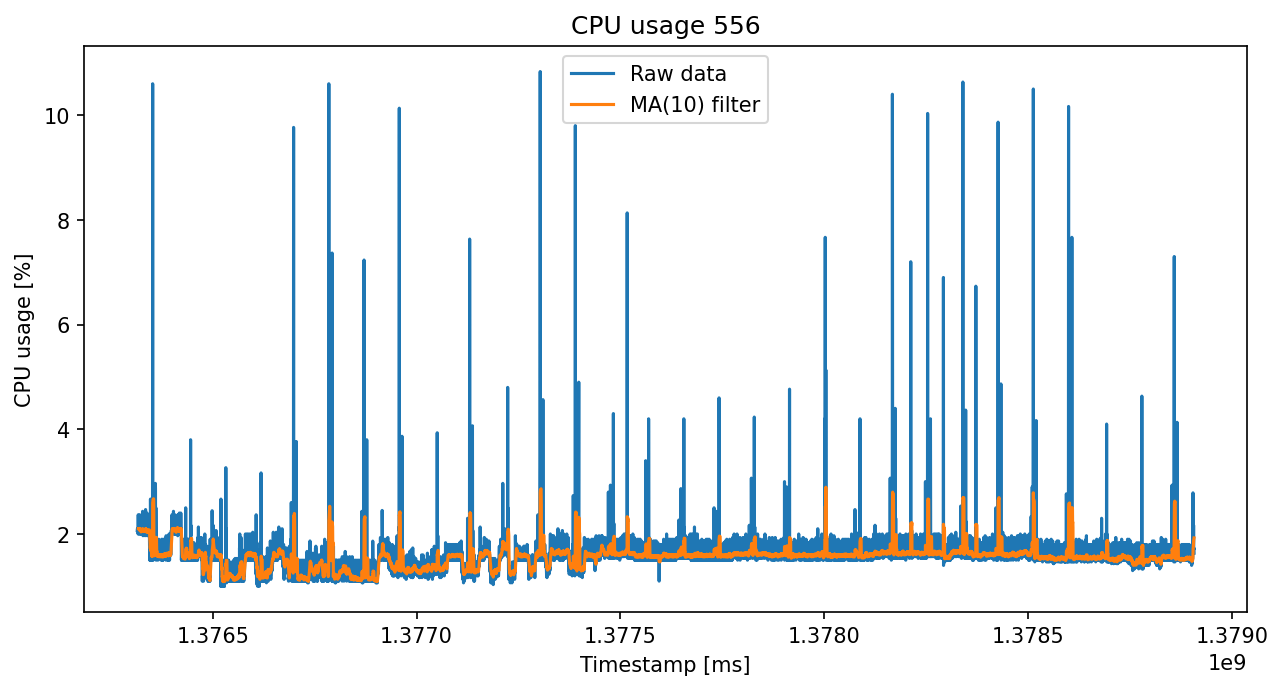 CPU usage 556
Raw data
MA(10) filter
CPU usage [%]
10
8
6
4
2
1.3765
1.3770
1.3775
1.3780
1.3785
1.3790
1e9
Timestamp [ms]